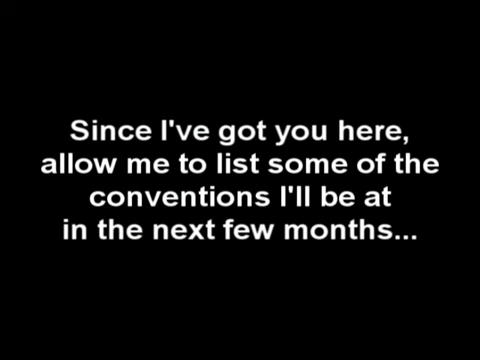 Since I've got you here,
allow me to list some of the
conventions I'll be at
in the next few months...